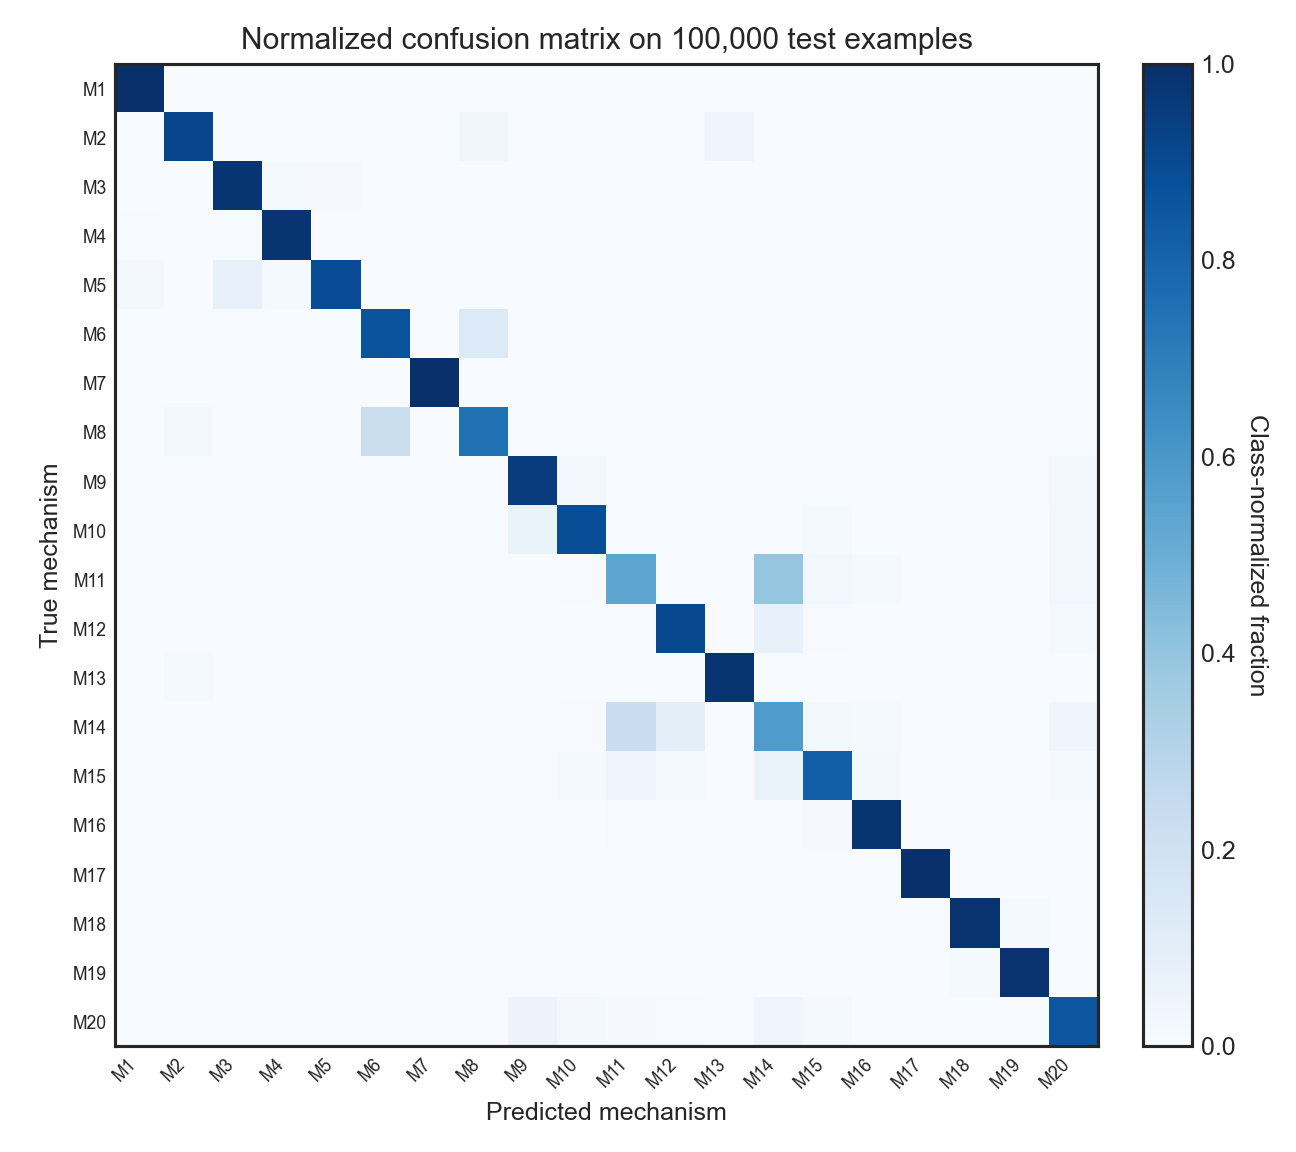 Normalized confusion matrix on 100,000 test examples
M1
M2
M3
M4
M5
M6
M7
M8
M9
M10
M11
M12
M13
M14
M15
M16
M17
M18
M19
M20
True mechanism
M1 M2 M3 M4 M5 M6 M7 M8 M9 M10 M11 M12 M13 M14 M15 M16 M17 M18 M19 M20
Predicted mechanism
1.0
0.8
0.6
0.4
0.2
0.0
Class-normalized fraction